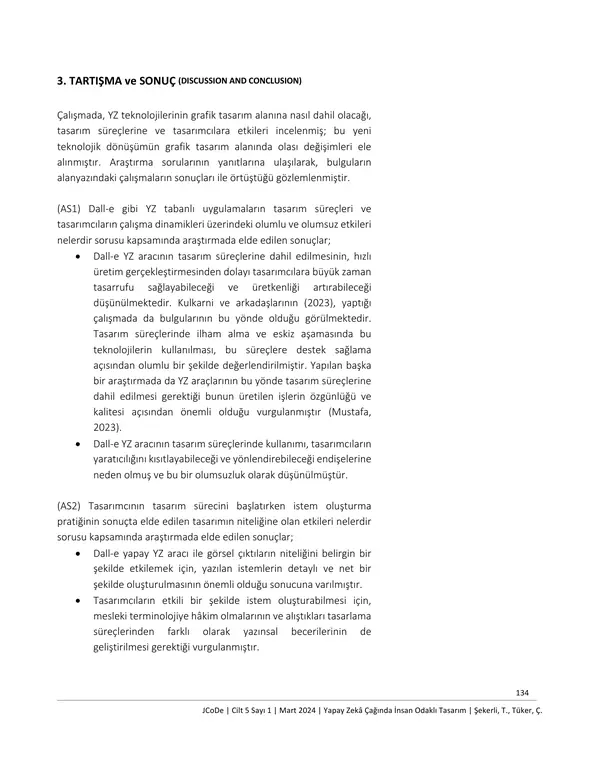 3. TARTIŞMA ve SONUÇ (DISCUSSION AND CONCLUSION)
Çalışmada, YZ teknolojilerinin grafik tasarım alanına nasıl dahil olacağı,
tasarım süreçlerine ve tasarımcılara etkileri incelenmiş; bu yeni
teknolojik dönüşümün grafik tasarım alanında olası değişimleri ele
alınmıştır. Araştırma sorularının yanıtlarına ulaşılarak, bulguların
alanyazındaki çalışmaların sonuçları ile örtüştüğü gözlemlenmiştir.
(AS1) Dall-e gibi YZ tabanlı uygulamaların tasarım süreçleri ve
tasarımcıların çalışma dinamikleri üzerindeki olumlu ve olumsuz etkileri
nelerdir sorusu kapsamında araştırmada elde edilen sonuçlar;
• Dall-e YZ aracının tasarım süreçlerine dahil edilmesinin, hızlı
üretim gerçekleştirmesinden dolayı tasarımcılara büyük zaman
tasarrufu sağlayabileceği ve üretkenliği artırabileceği
düşünülmektedir. Kulkarni ve arkadaşlarının (2023), yaptığı
çalışmada da bulgularının bu yönde olduğu görülmektedir.
Tasarım süreçlerinde ilham alma ve eskiz aşamasında bu
teknolojilerin kullanılması, bu süreçlere destek sağlama
açısından olumlu bir şekilde değerlendirilmiştir. Yapılan başka
bir araştırmada da YZ araçlarının bu yönde tasarım süreçlerine
dahil edilmesi gerektiği bunun üretilen işlerin özgünlüğü ve
kalitesi açısından önemli olduğu vurgulanmıştır (Mustafa,
2023).
• Dall-e YZ aracının tasarım süreçlerinde kullanımı, tasarımcıların
yaratıcılığını kısıtlayabileceği ve yönlendirebileceği endişelerine
neden olmuş ve bu bir olumsuzluk olarak düşünülmüştür.
(AS2) Tasarımcının tasarım sürecini başlatırken istem oluşturma
pratiğinin sonuçta elde edilen tasarımın niteliğine olan etkileri nelerdir
sorusu kapsamında araştırmada elde edilen sonuçlar;
• Dall-e yapay YZ aracı ile görsel çıktıların niteliğini belirgin bir
şekilde etkilemek için, yazılan istemlerin detaylı ve net bir
şekilde oluşturulmasının önemli olduğu sonucuna varılmıştır.
• Tasarımcıların etkili bir şekilde istem oluşturabilmesi için,
mesleki terminolojiye hâkim olmalarının ve alıştıkları tasarlama
süreçlerinden farklı olarak yazınsal becerilerinin de
geliştirilmesi gerektiği vurgulanmıştır.
134
JCoDe | Cilt 5 Sayı 1 | Mart 2024 | Yapay Zekâ Çağında İnsan Odaklı Tasarım | Şekerli, T., Tüker, Ç.